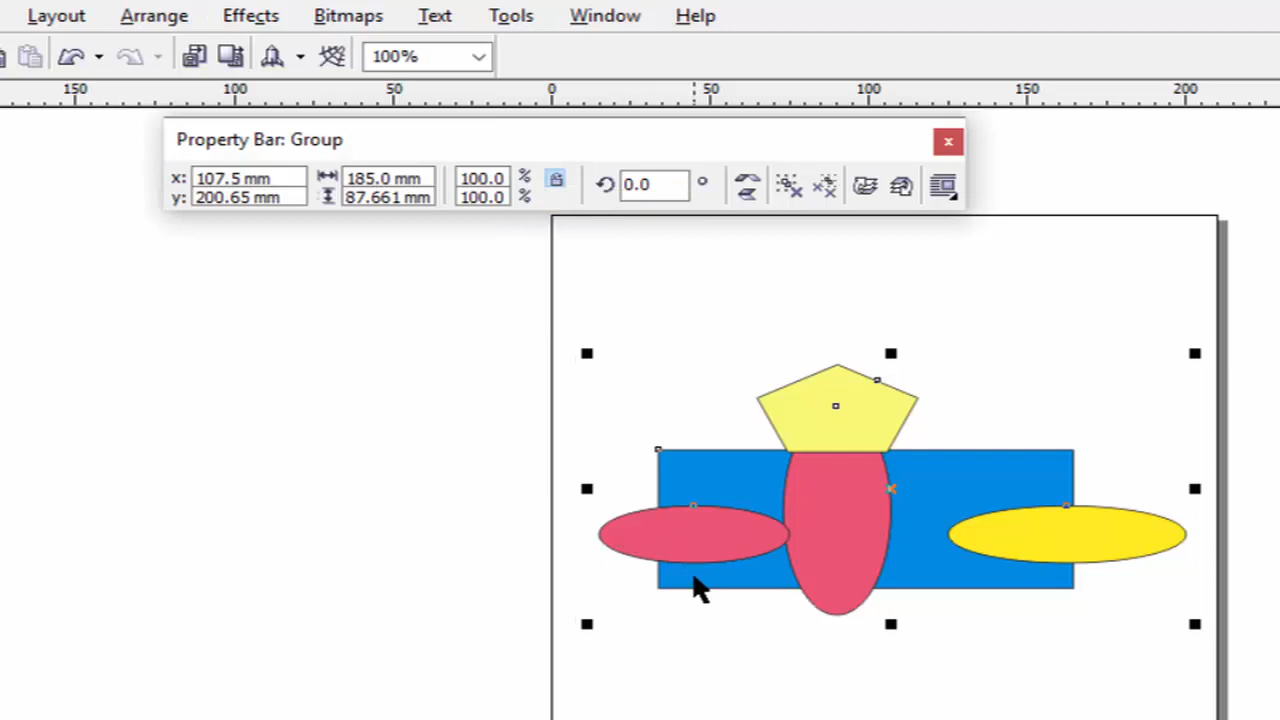 Layout Arrange Effects Bitmaps Text Tools Window Help
100%
150 100 50 0 50 100 150 200
Property Bar: Group
x: 107.5 mm 185.0 mm 100.0 % 0.0 °
y: 200.65 mm 87.661 mm 100.0 %